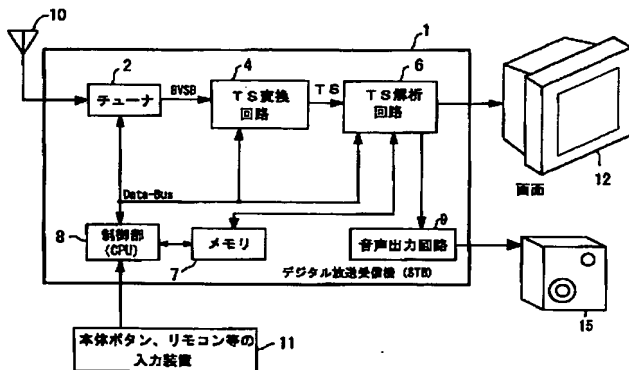 10
1
2
4
6
チューナ
8VSB
TS変換
回路
TS
TS解析
回路
12
画面
Data-Bus
8
制御部
(CPU)
メモリ
7
9
音声出力回路
デジタル放送受信機(STB)
15
本体ボタン、リモコン等の
入力装置
11